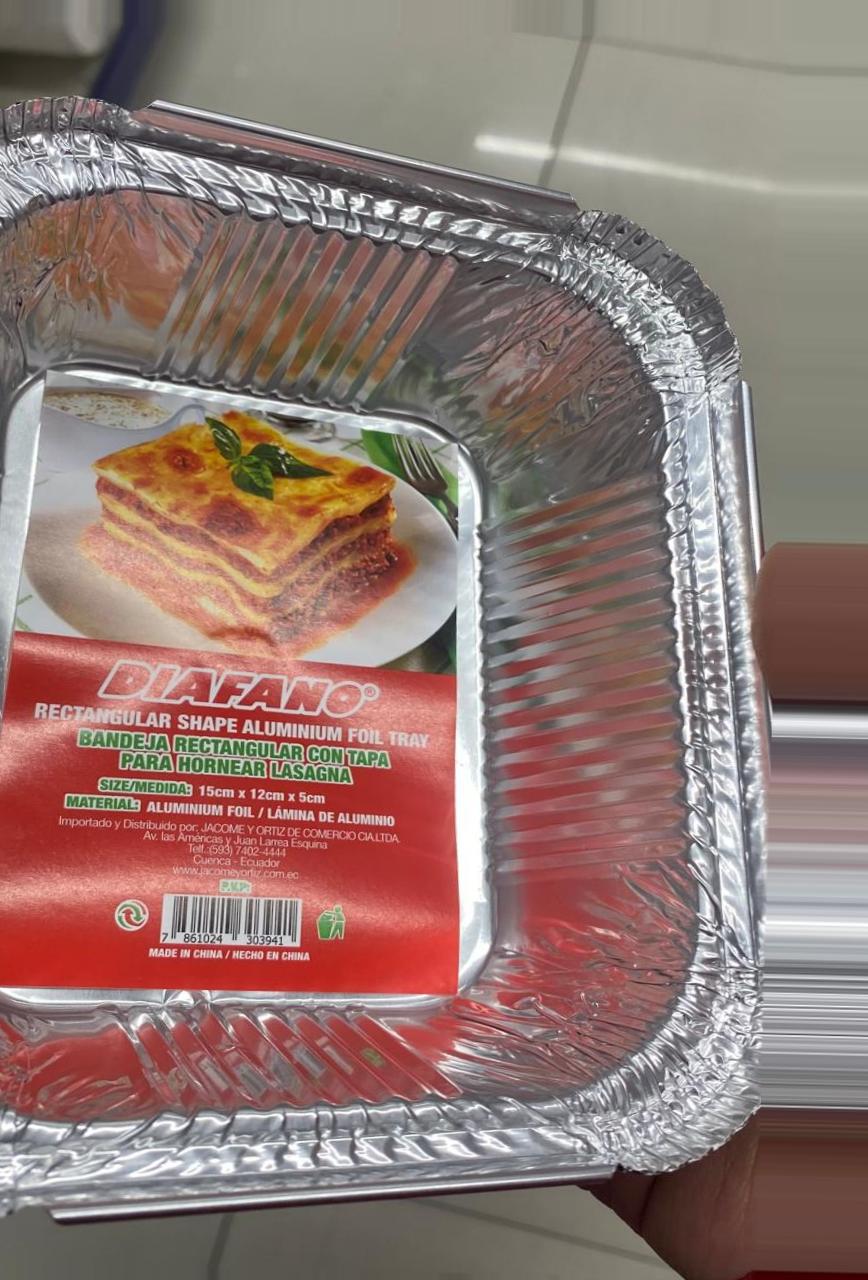 DIAFANO®
RECTANGULAR SHAPE ALUMINIUM FOIL TRAY
BANDEJA RECTANGULAR CON TAPA
PARA HORNEAR LASAGNA
SIZE/MEDIDA: 15cm x 12cm x 5cm
MATERIAL: ALUMINIUM FOIL / LÁMINA DE ALUMINIO
Importado y Distribuido por: JACOME Y ORTIZ DE COMERCIO CIA.LTDA.
Av. las Américas y Juan Larrea Esquina
Telf.:(593) 7402-4444
Cuenca - Ecuador
www.jacomeyortiz.com.ec
P.V.P:
7 861024 303941
MADE IN CHINA / HECHO EN CHINA